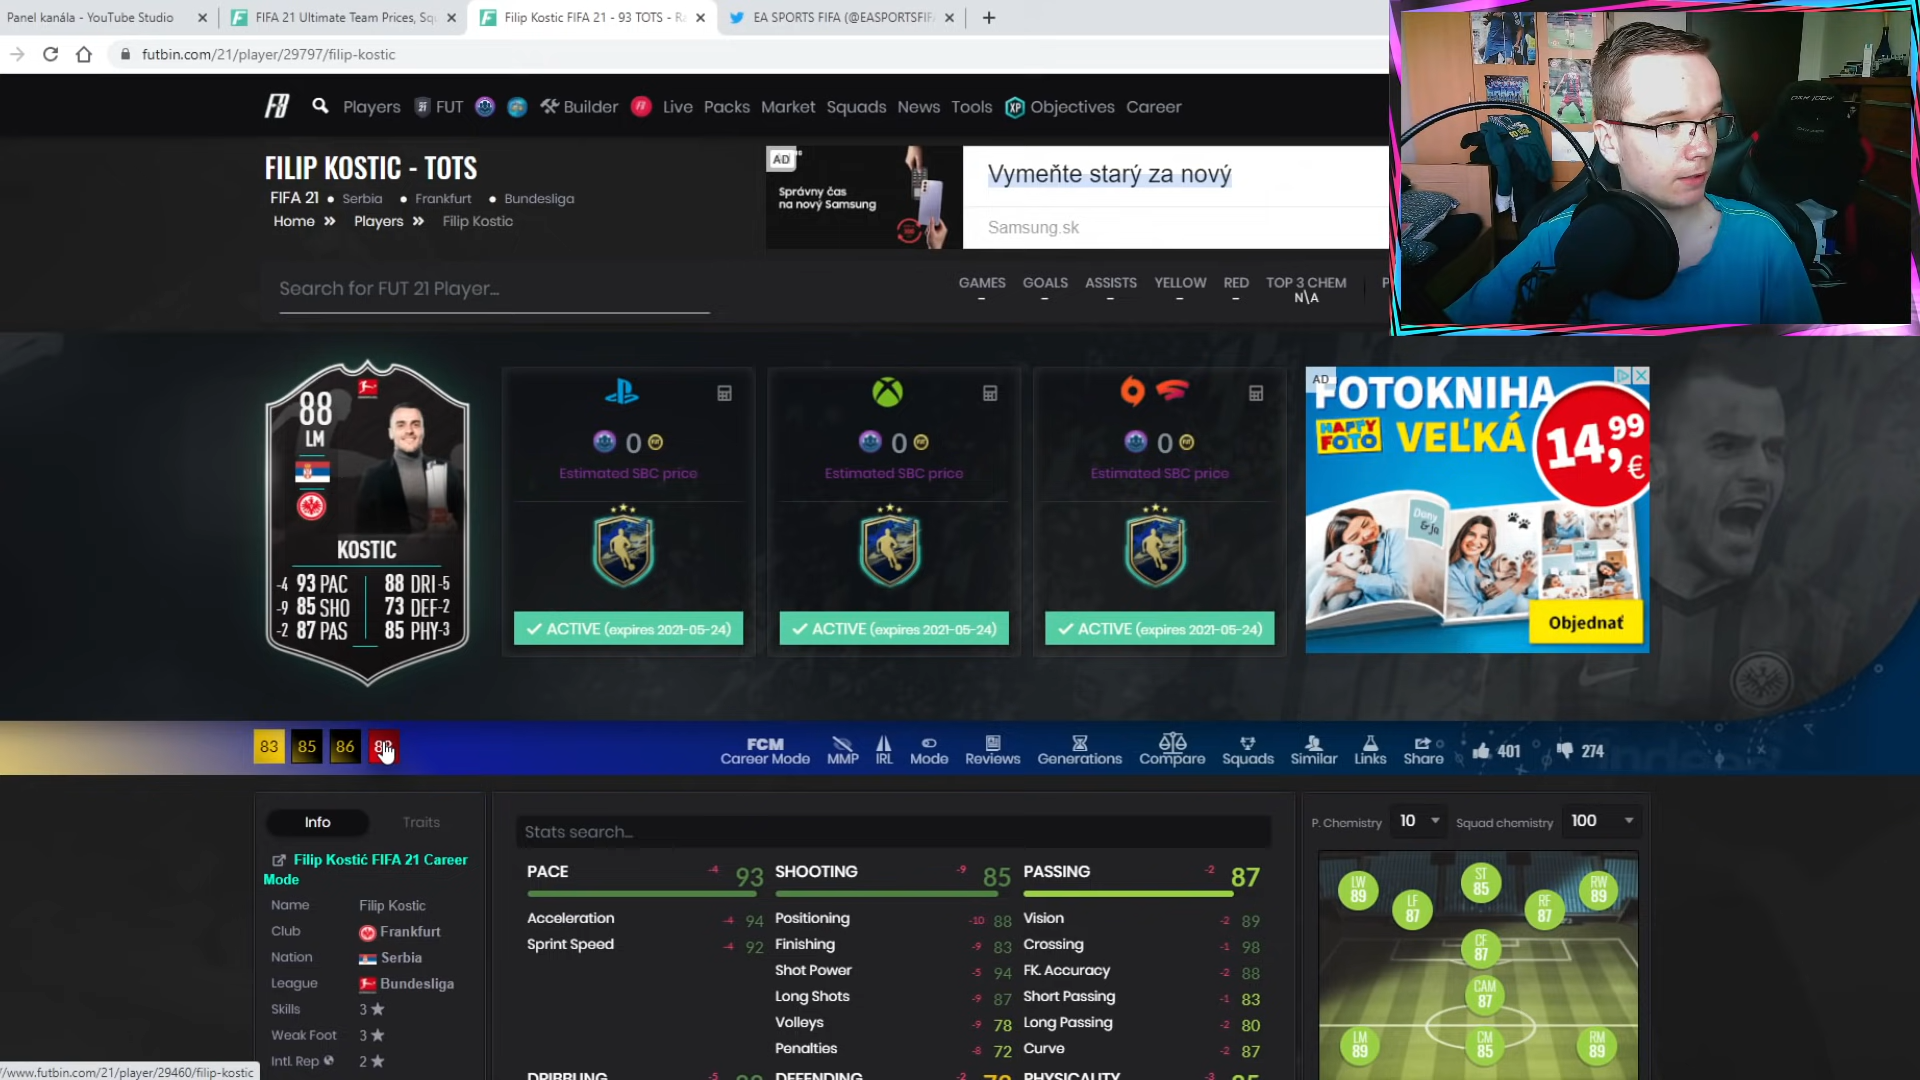 Panel kanála - YouTube Studio
FIFA 21 Ultimate Team Prices, Squ
Filip Kostic FIFA 21 - 93 TOTS - R
EA SPORTS FIFA (@EASPORTSFIF
futbin.com/21/player/29797/filip-kostic
Players FUT Builder Live Packs Market Squads News Tools XP Objectives Career
FILIP KOSTIC - TOTS
FIFA 21 • Serbia • Frankfurt • Bundesliga
Home » Players » Filip Kostic
AD
Správny čas
na nový Samsung
Vymeňte starý za nový
Samsung.sk
Search for FUT 21 Player...
GAMES GOALS ASSISTS YELLOW RED TOP 3 CHEM P
- - - - - N\A
88
LM
KOSTIC
-4 93 PAC 88 DRI -5
-9 85 SHO 73 DEF -2
-2 87 PAS 85 PHY -3
0 0 0
Estimated SBC price Estimated SBC price Estimated SBC price
ACTIVE (expires 2021-05-24) ACTIVE (expires 2021-05-24) ACTIVE (expires 2021-05-24)
AD
FOTOKNIHA
HAPPY FOTO VEĽKÁ
14,99 €
Objednať
83 85 86
FCM
Career Mode MMP IRL Mode Reviews Generations Compare Squads Similar Links Share 401 274
Info Traits
Filip Kostić FIFA 21 Career
Mode
Name Filip Kostic
Club Frankfurt
Nation Serbia
League Bundesliga
Skills 3 ★
Weak Foot 3 ★
Intl. Rep 2 ★
Stats search...
PACE -4 93
Acceleration -4 94
Sprint Speed -4 92
SHOOTING -9 85
Positioning -10 88
Finishing -9 83
Shot Power -5 94
Long Shots -9 87
Volleys -9 78
Penalties -8 72
PASSING -2 87
Vision -2 89
Crossing -1 98
FK. Accuracy -2 88
Short Passing -1 83
Long Passing -2 80
Curve -2 87
DRIBBLING -5
DEFENDING -2
PHYSICALITY -3
P. Chemistry 10 Squad chemistry 100
LW 89
ST 85
RW 89
LF 87
RF 87
CF 87
CAM 87
LM 89
CM 85
RM 89
//www.futbin.com/21/player/29460/filip-kostic